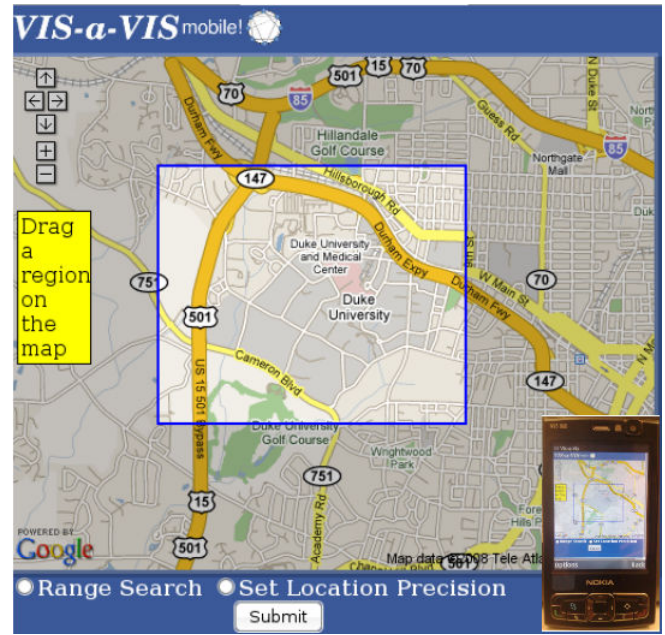 VIS-a-VIS mobile!
501
15
70
70
85
N Duke St
Guess Rd
Durham Fwy
Hillandale
Golf Course
Northgate
Mall
85
147
Hillsborough Rd
Drag
a
region
on
the
map
751
Duke University
and Medical
Center
Durham Expy
Durham Fwy
W Main St
70
Duke
University
501
US 15 501 Bypass
Cameron Blvd
147
Duke University
Golf Course
Wrightwood
Park
751
Academy Rd
15
501
POWERED BY
Google
Map data ©2008 Tele Atla
501
NOKIA
Range Search
Set Location Precision
Submit